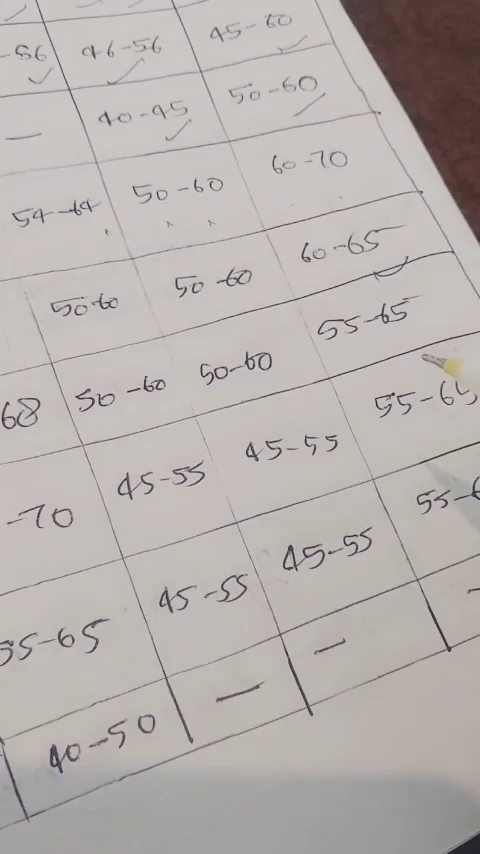 -56 46-56 45-60
— 40-45 50-60
54-64 50-60 60-70
50-60 50-60 60-65
68 50-60 50-60 55-65
-70 45-55 45-55 55-65
55-65 45-55 45-55
40-50 — — -